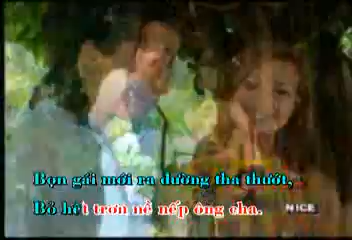 Bọn gái mới ra đường tha thướt,
Bỏ hết trơn nề nếp ông cha.
NICE